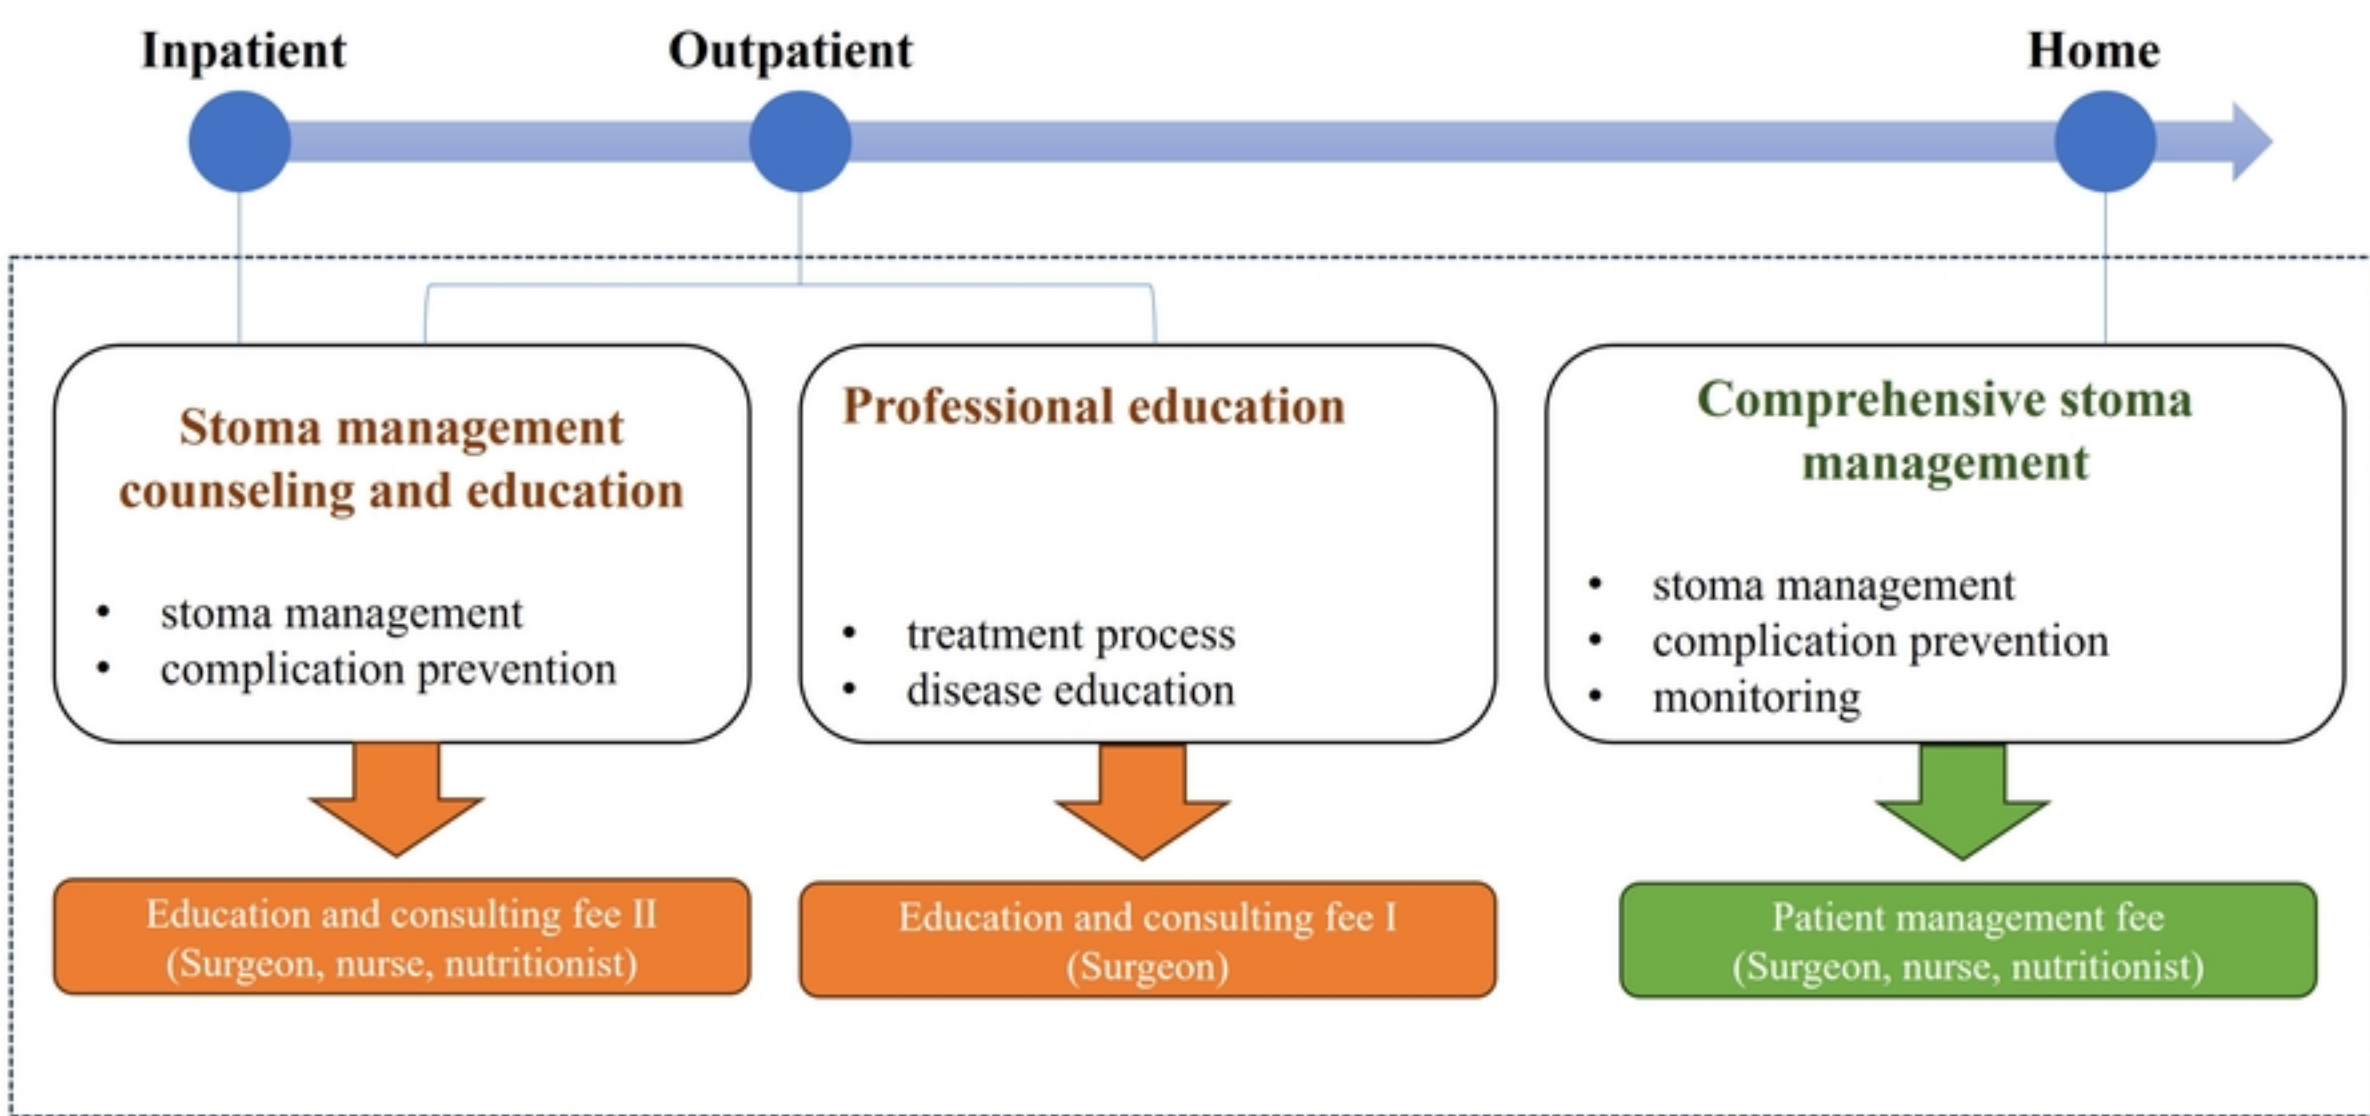 Inpatient
Outpatient
Home
Stoma management
counseling and education
• stoma management
• complication prevention
Professional education
• treatment process
• disease education
Comprehensive stoma
management
• stoma management
• complication prevention
• monitoring
Education and consulting fee II
(Surgeon, nurse, nutritionist)
Education and consulting fee I
(Surgeon)
Patient management fee
(Surgeon, nurse, nutritionist)